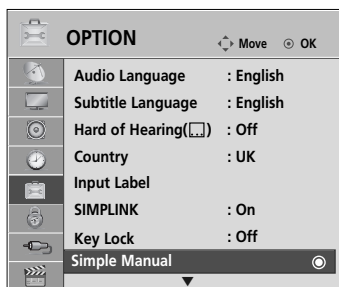 OPTION Move OK
Audio Language : English
Subtitle Language : English
Hard of Hearing( ) : Off
Country : UK
Input Label
SIMPLINK : On
Key Lock : Off
Simple Manual